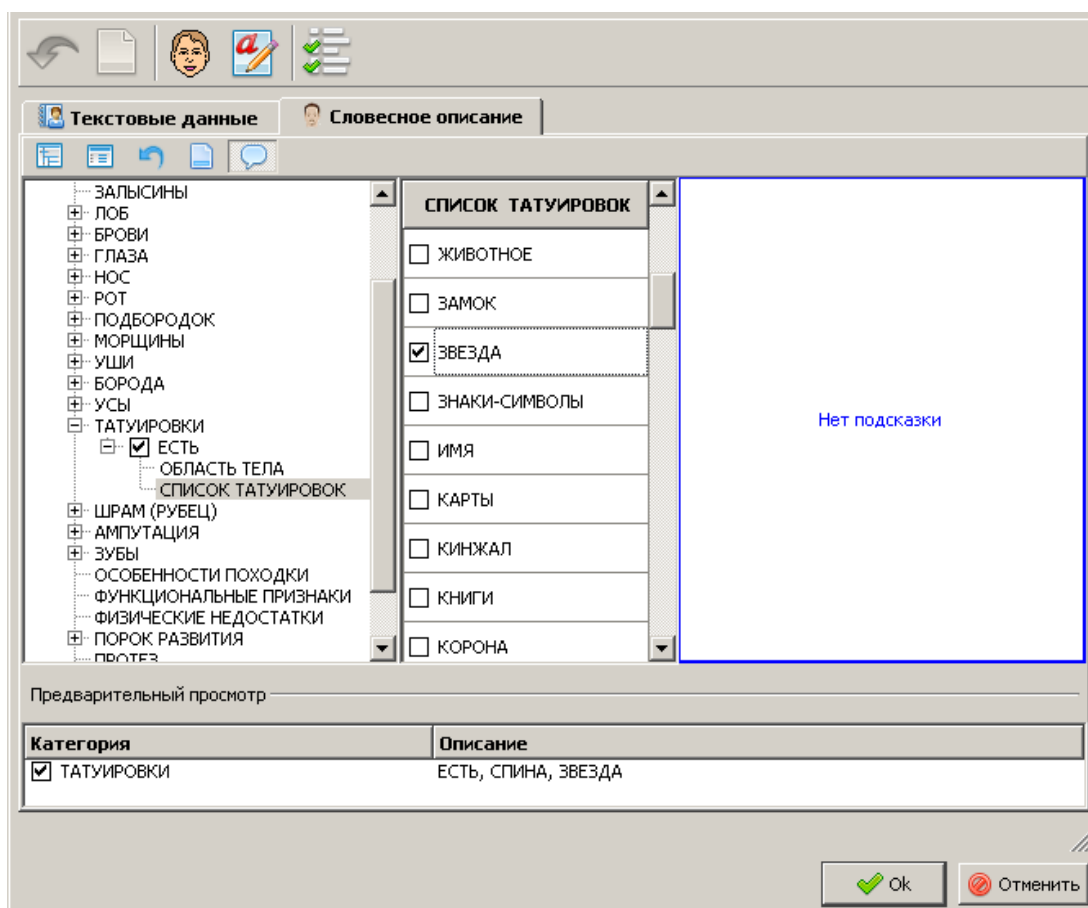 Текстовые данные
Словесное описание
ЗАЛЫСИНЫ
ЛОБ
БРОВИ
ГЛАЗА
НОС
РОТ
ПОДБОРОДОК
МОРЩИНЫ
УШИ
БОРОДА
УСЫ
ТАТУИРОВКИ
ЕСТЬ
ОБЛАСТЬ ТЕЛА
СПИСОК ТАТУИРОВОК
ШРАМ (РУБЕЦ)
АМПУТАЦИЯ
ЗУБЫ
ОСОБЕННОСТИ ПОХОДКИ
ФУНКЦИОНАЛЬНЫЕ ПРИЗНАКИ
ФИЗИЧЕСКИЕ НЕДОСТАТКИ
ПОРОК РАЗВИТИЯ
ПРОТЕЗ
СПИСОК ТАТУИРОВОК
ЖИВОТНОЕ
ЗАМОК
ЗВЕЗДА
ЗНАКИ-СИМВОЛЫ
ИМЯ
КАРТЫ
КИНЖАЛ
КНИГИ
КОРОНА
Нет подсказки
Предварительный просмотр
Категория Описание
ТАТУИРОВКИ ЕСТЬ, СПИНА, ЗВЕЗДА
Ok Отменить